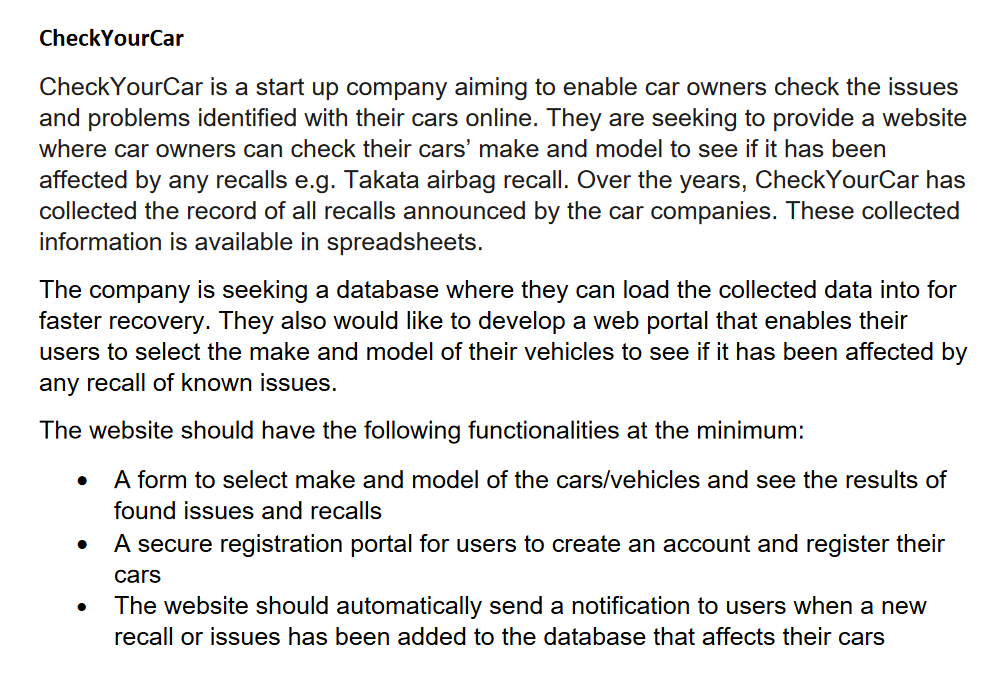 CheckYourCar
CheckYourCar is a start up company aiming to enable car owners check the issues
and problems identified with their cars online. They are seeking to provide a website
where car owners can check their cars’ make and model to see if it has been
affected by any recalls e.g. Takata airbag recall. Over the years, CheckYourCar has
collected the record of all recalls announced by the car companies. These collected
information is available in spreadsheets.
The company is seeking a database where they can load the collected data into for
faster recovery. They also would like to develop a web portal that enables their
users to select the make and model of their vehicles to see if it has been affected by
any recall of known issues.
The website should have the following functionalities at the minimum:
• A form to select make and model of the cars/vehicles and see the results of
found issues and recalls
• A secure registration portal for users to create an account and register their
cars
• The website should automatically send a notification to users when a new
recall or issues has been added to the database that affects their cars